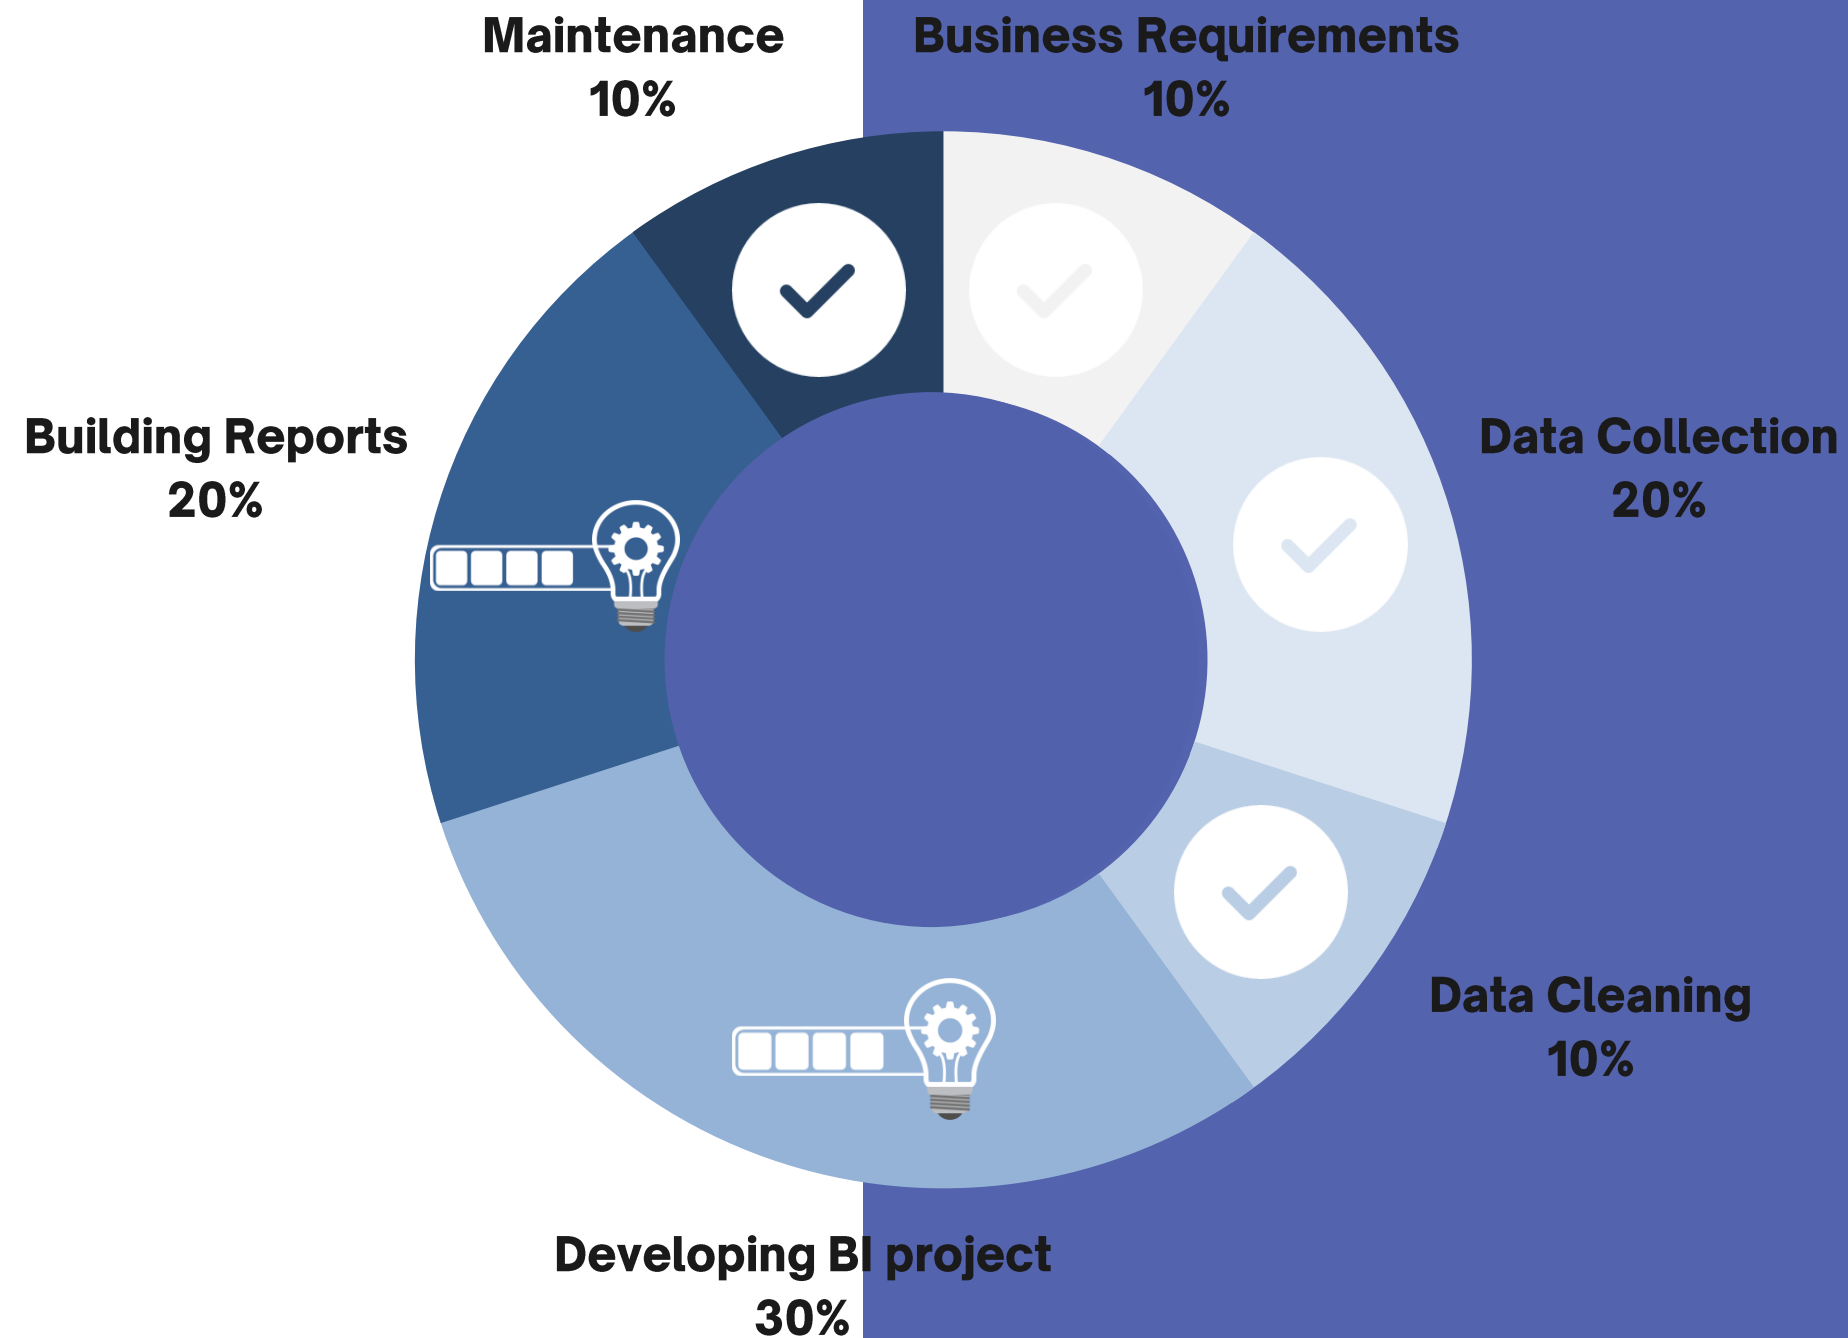 Maintenance
10%
Business Requirements
10%
Building Reports
20%
Data Collection
20%
Data Cleaning
10%
Developing BI project
30%